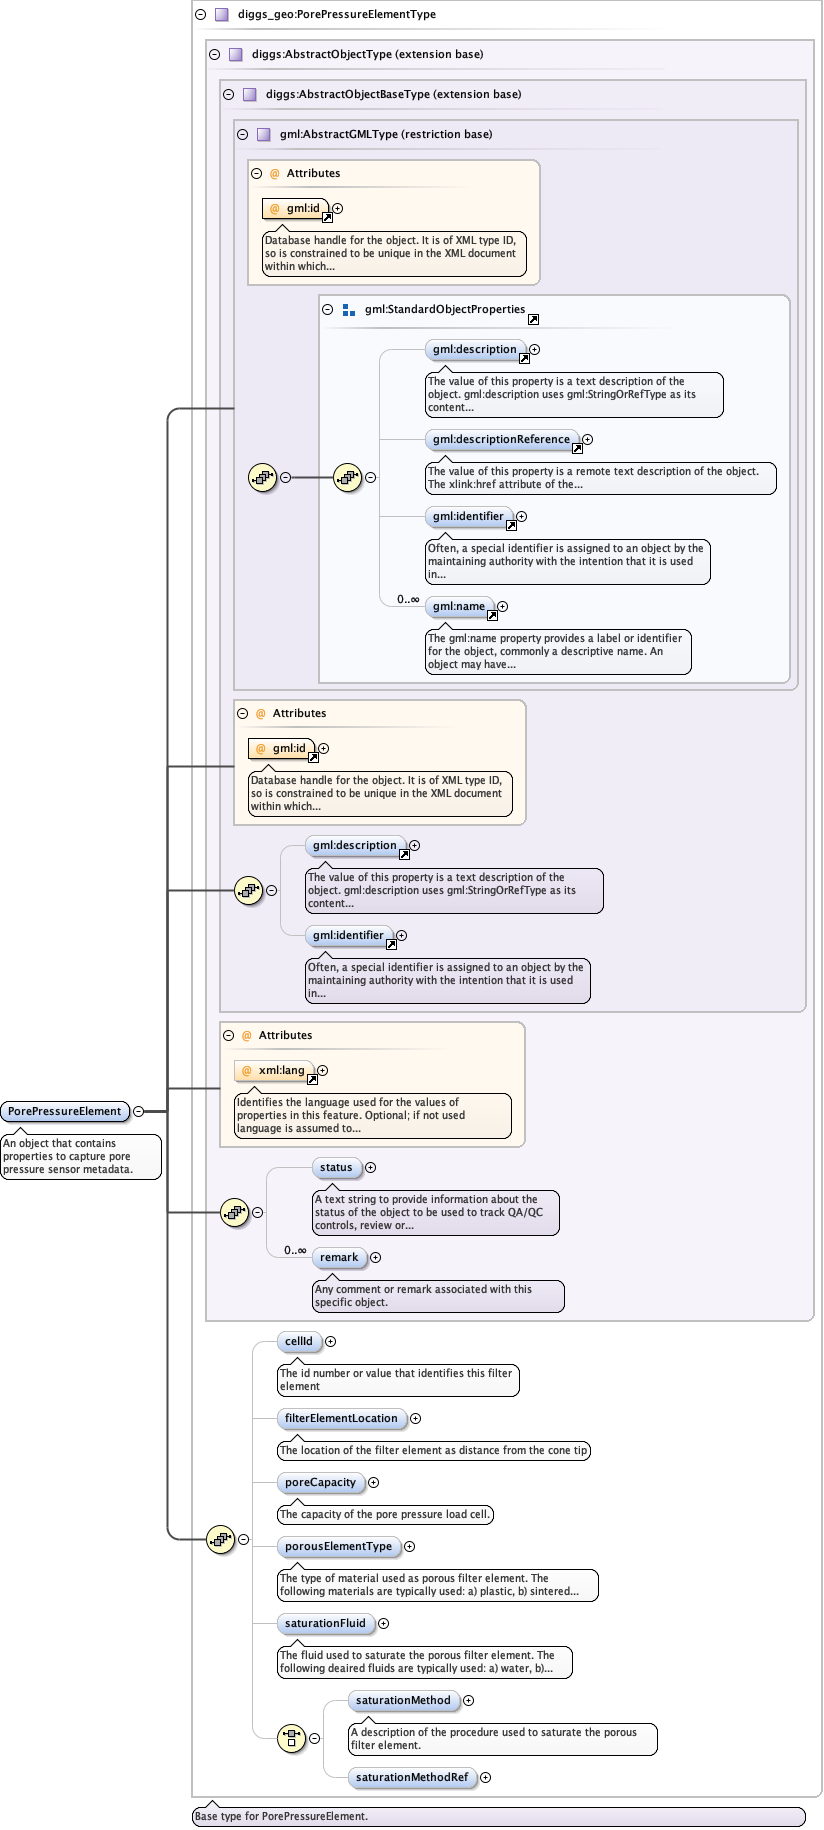 diggs_geo:PorePressureElementType
diggs:AbstractObjectType (extension base)
diggs:AbstractObjectBaseType (extension base)
gml:AbstractGMLType (restriction base)
@ Attributes
@ gml:id
Database handle for the object. It is of XML type ID,
so is constrained to be unique in the XML document
within which...
gml:StandardObjectProperties
gml:description
The value of this property is a text description of the
object. gml:description uses gml:StringOrRefType as its
content...
gml:descriptionReference
The value of this property is a remote text description of the object.
The xlink:href attribute of the...
gml:identifier
Often, a special identifier is assigned to an object by the
maintaining authority with the intention that it is used
in...
0..∞
gml:name
The gml:name property provides a label or identifier
for the object, commonly a descriptive name. An
object may have...
@ Attributes
@ gml:id
Database handle for the object. It is of XML type ID,
so is constrained to be unique in the XML document
within which...
gml:description
The value of this property is a text description of the
object. gml:description uses gml:StringOrRefType as its
content...
gml:identifier
Often, a special identifier is assigned to an object by the
maintaining authority with the intention that it is used
in...
@ Attributes
@ xml:lang
Identifies the language used for the values of
properties in this feature. Optional; if not used
language is assumed to...
PorePressureElement
An object that contains
properties to capture pore
pressure sensor metadata.
status
A text string to provide information about the
status of the object to be used to track QA/QC
controls, review or...
0..∞
remark
Any comment or remark associated with this
specific object.
cellId
The id number or value that identifies this filter
element
filterElementLocation
The location of the filter element as distance from the cone tip
poreCapacity
The capacity of the pore pressure load cell.
porousElementType
The type of material used as porous filter element. The
following materials are typically used: a) plastic, b) sintered...
saturationFluid
The fluid used to saturate the porous filter element. The
following deaired fluids are typically used: a) water, b)...
saturationMethod
A description of the procedure used to saturate the porous
filter element.
saturationMethodRef
Base type for PorePressureElement.